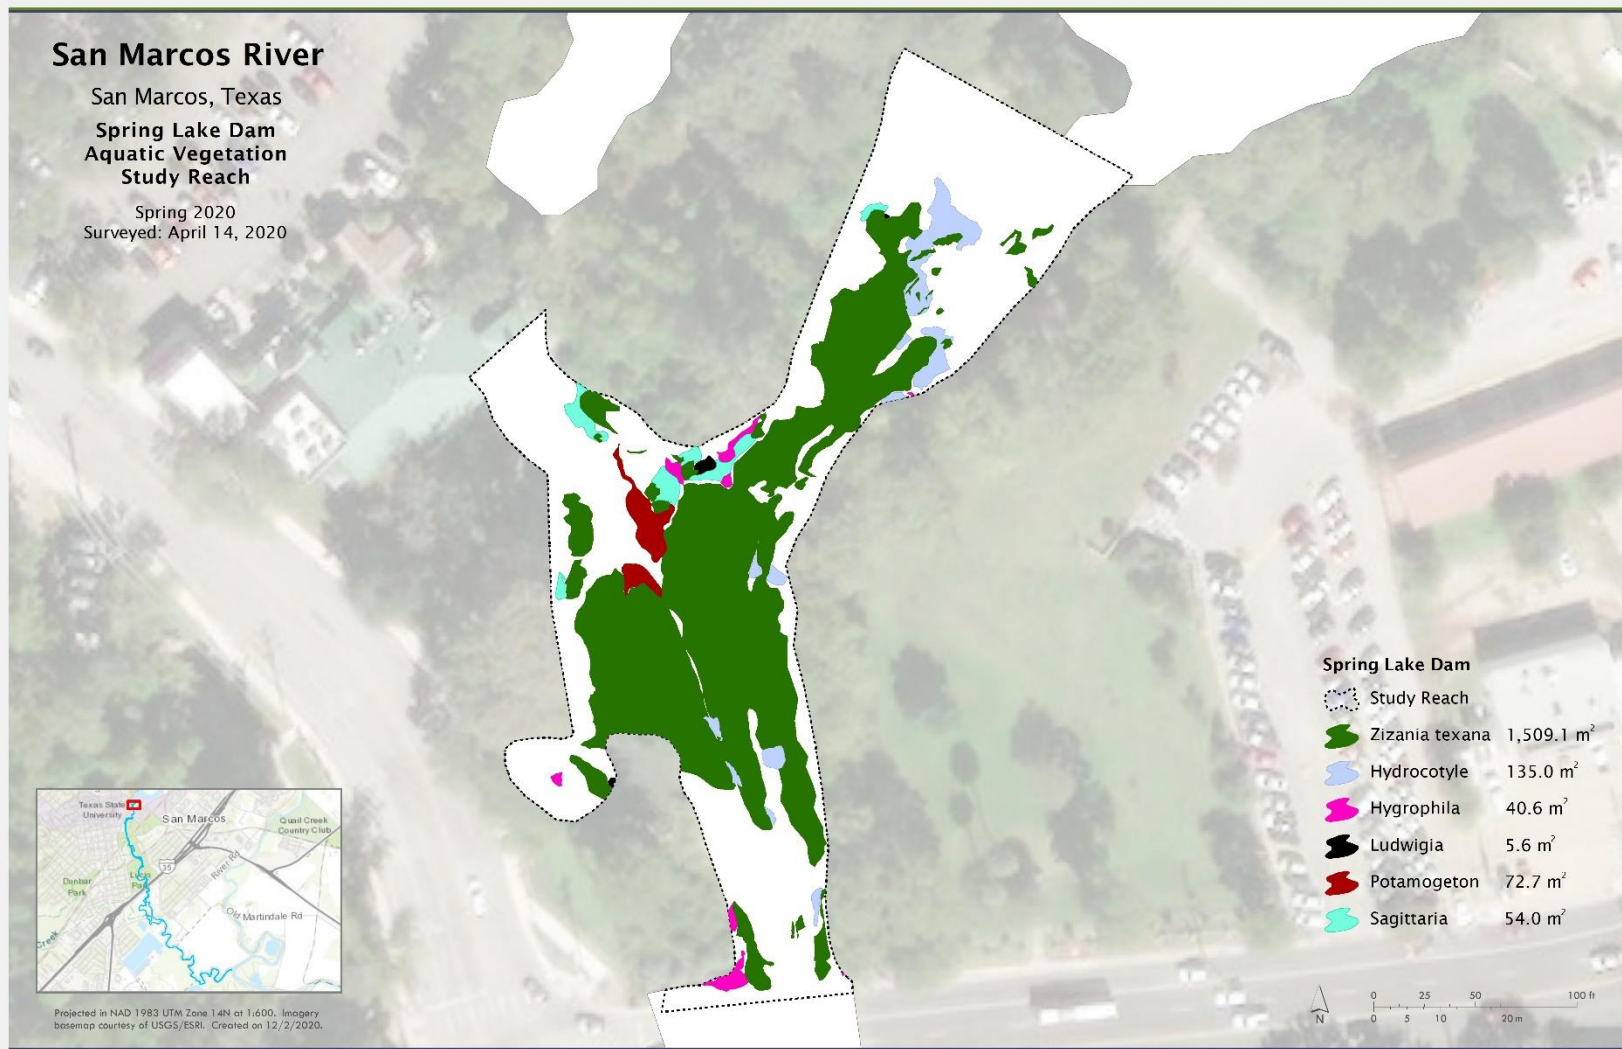 San Marcos River
San Marcos, Texas
Spring Lake Dam
Aquatic Vegetation
Study Reach
Spring 2020
Surveyed: April 14, 2020
Spring Lake Dam
Study Reach
Zizania texana 1,509.1 m²
Hydrocotyle 135.0 m²
Hygrophila 40.6 m²
Ludwigia 5.6 m²
Potamogeton 72.7 m²
Sagittaria 54.0 m²
Texas State
University
San Marcos
Quail Creek
Country Club
35
River Rd
Dunbar
Park
Old Martindale Rd
Creek
Projected in NAD 1983 UTM Zone 14N at 1:600. Imagery
basemap courtesy of USGS/ESRI. Created on 12/2/2020.
N
0 25 50 100 ft
0 5 10 20 m